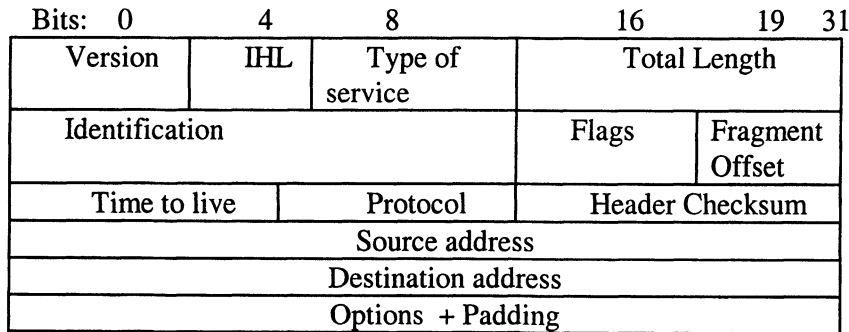 Bits: 0 4 8 16 19 31
Version IHL Type of service Total Length
Identification Flags Fragment Offset
Time to live Protocol Header Checksum
Source address
Destination address
Options + Padding